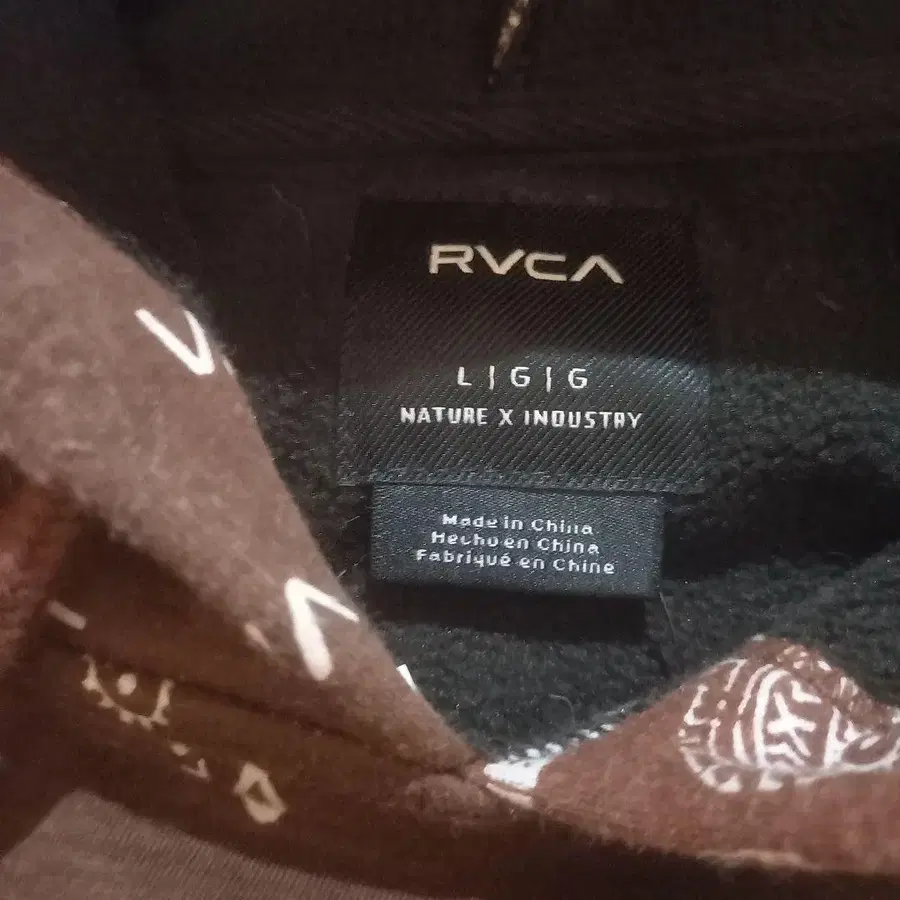 RVCA
L | G | G
NATURE X INDUSTRY
Made in China
Hecho en China
Fabriqué en Chine